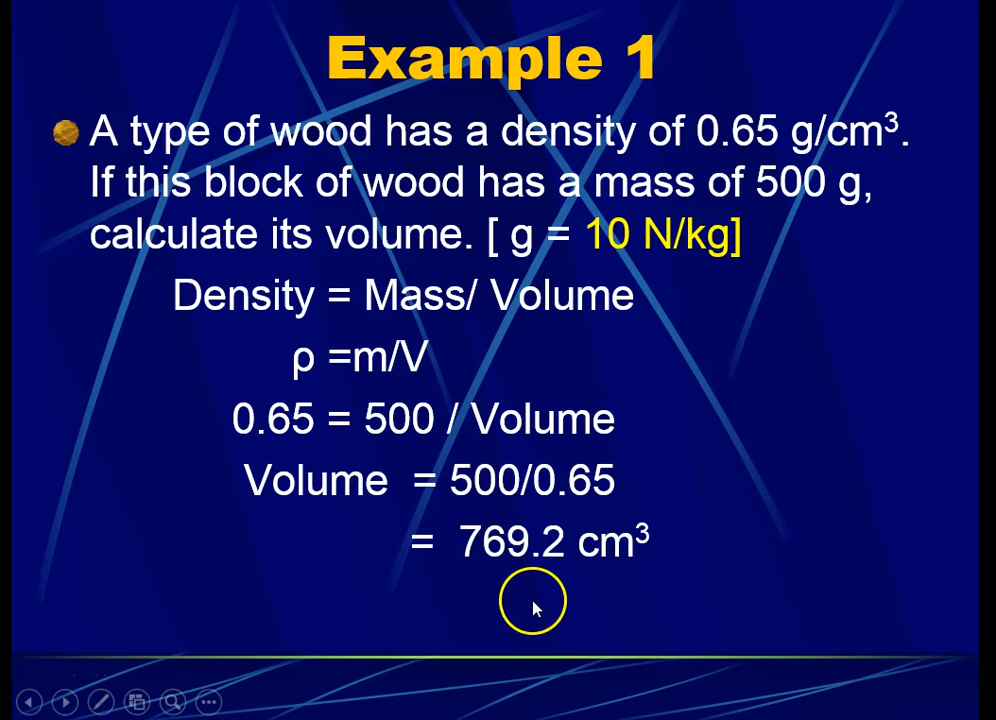 Example 1
A type of wood has a density of 0.65 g/cm³.
If this block of wood has a mass of 500 g,
calculate its volume. [ g = 10 N/kg]
Density = Mass/ Volume
ρ =m/V
0.65 = 500 / Volume
Volume = 500/0.65
= 769.2 cm³